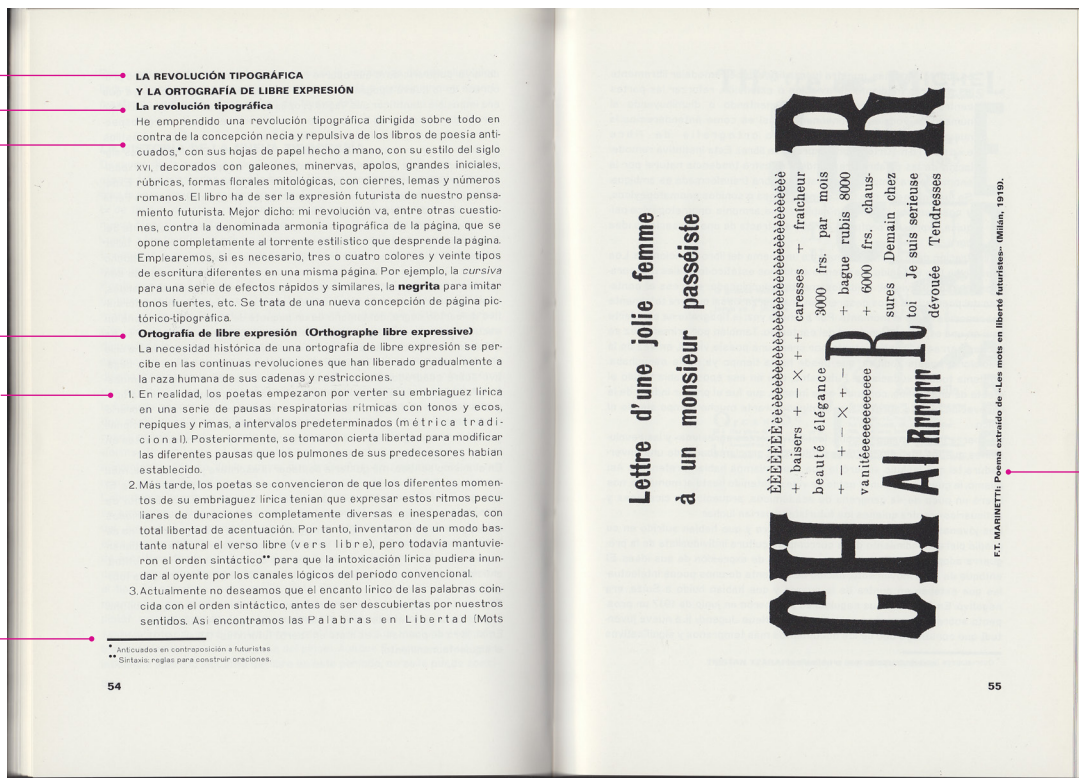 LA REVOLUCIÓN TIPOGRÁFICA
Y LA ORTOGRAFÍA DE LIBRE EXPRESIÓN
La revolución tipográfica
He emprendido una revolución tipográfica dirigida sobre todo en
contra de la concepción necia y repulsiva de los libros de poesía anti-
cuados,* con sus hojas de papel hecho a mano, con su estilo del siglo
XVI, decorados con galeones, minervas, apolos, grandes iniciales,
rúbricas, formas florales mitológicas, con cierres, lemas y números
romanos. El libro ha de ser la expresión futurista de nuestro pensa-
miento futurista. Mejor dicho: mi revolución va, entre otras cuestio-
nes, contra la denominada armonía tipográfica de la página, que se
opone completamente al torrente estilístico que desprende la página.
Emplearemos, si es necesario, tres o cuatro colores y veinte tipos
de escritura diferentes en una misma página. Por ejemplo, la cursiva
para una serie de efectos rápidos y similares, la negrita para imitar
tonos fuertes, etc. Se trata de una nueva concepción de página pic-
tórico-tipográfica.
Ortografía de libre expresión (Orthographe libre expressive)
La necesidad histórica de una ortografía de libre expresión se per-
cibe en las continuas revoluciones que han liberado gradualmente a
la raza humana de sus cadenas y restricciones.
1. En realidad, los poetas empezaron por verter su embriaguez lírica
en una serie de pausas respiratorias rítmicas con tonos y ecos,
repiques y rimas, a intervalos predeterminados (métrica tradi-
cional). Posteriormente, se tomaron cierta libertad para modificar
las diferentes pausas que los pulmones de sus predecesores habían
establecido.
2. Más tarde, los poetas se convencieron de que los diferentes momen-
tos de su embriaguez lírica tenían que expresar estos ritmos pecu-
liares de duraciones completamente diversas e inesperadas, con
total libertad de acentuación. Por tanto, inventaron de un modo bas-
tante natural el verso libre (vers libre), pero todavía mantuvie-
ron el orden sintáctico** para que la intoxicación lírica pudiera inun-
dar al oyente por los canales lógicos del período convencional.
3. Actualmente no deseamos que el encanto lírico de las palabras coin-
cida con el orden sintáctico, antes de ser descubiertas por nuestros
sentidos. Así encontramos las Palabras en Libertad (Mots
* Anticuados en contraposición a futuristas
** Sintaxis: reglas para construir oraciones.
54
Lettre d'une jolie femme
à un monsieur passéiste
CH
ÈÈÈÈÈÈÈèèèèèèèèèèèèèèèèèèèèèèèèèè
+ baisers + − × + + caresses + fraîcheur
beauté élégance 3000 frs. par mois
+ − + − × + − R + bague rubis 8000
vanitéeeeeeeeeeeeee R + 6000 frs. chaus-
sures Demain chez
AI Rrrrrr R toi Je suis serieuse
dévouée Tendresses
R
F.T. MARINETTI: Poema extraído de «Les mots en liberté futuristes» (Milán, 1919).
55